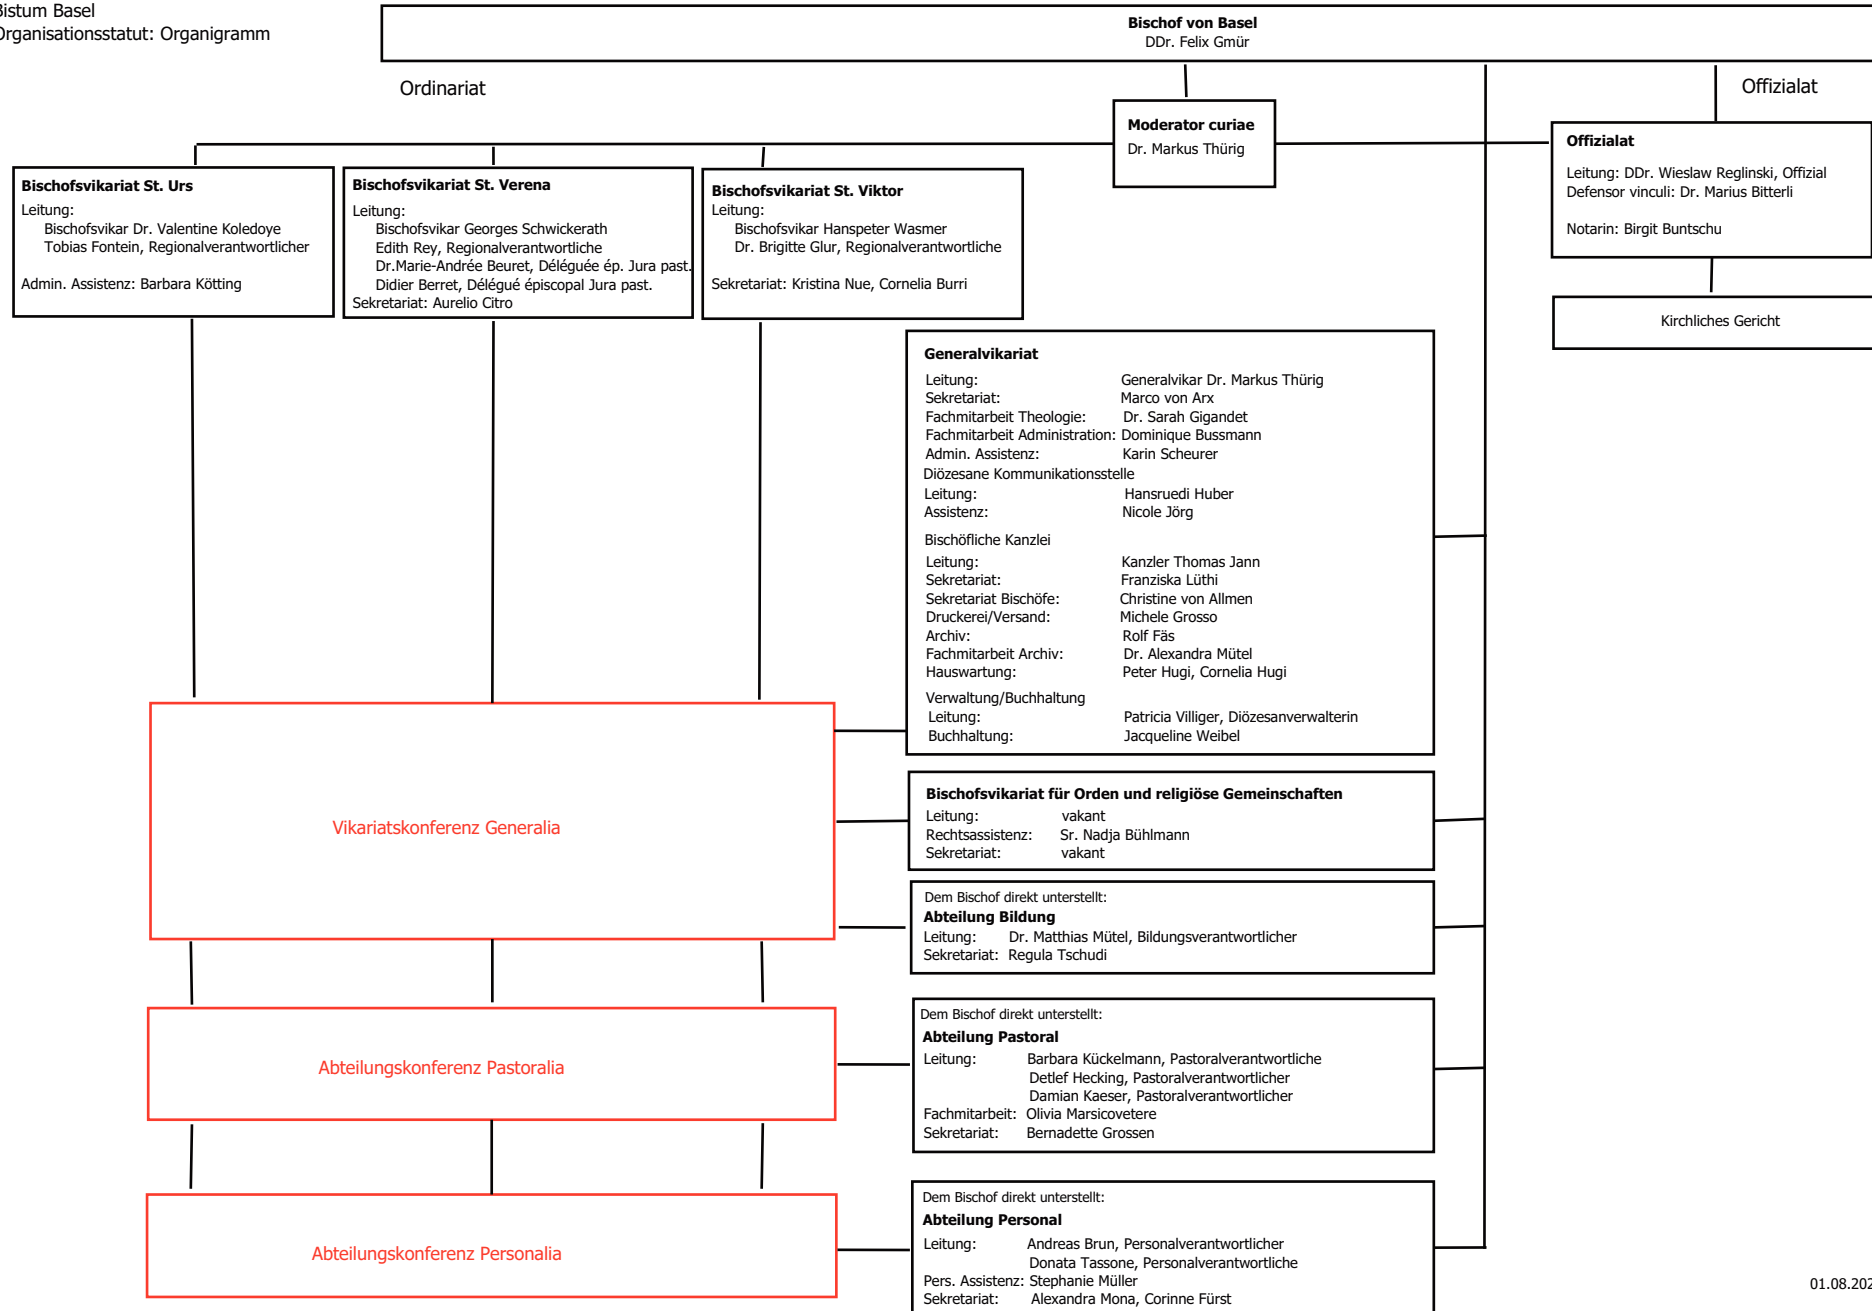 Bistum Basel
Organisationsstatut: Organigramm
Bischof von Basel
DDr. Felix Gmür
Ordinariat
Offizialat
Moderator curiae
Dr. Markus Thürig
Offizialat
Leitung: DDr. Wieslaw Reglinski, Offizial
Defensor vinculi: Dr. Marius Bitterli
Notarin: Birgit Buntschu
Kirchliches Gericht
Bischofsvikariat St. Urs
Leitung:
Bischofsvikar Dr. Valentine Koledoye
Tobias Fontein, Regionalverantwortlicher
Admin. Assistenz: Barbara Kötting
Bischofsvikariat St. Verena
Leitung:
Bischofsvikar Georges Schwickerath
Edith Rey, Regionalverantwortliche
Dr.Marie-Andrée Beuret, Déléguée ép. Jura past.
Didier Berret, Délégué épiscopal Jura past.
Sekretariat: Aurelio Citro
Bischofsvikariat St. Viktor
Leitung:
Bischofsvikar Hanspeter Wasmer
Dr. Brigitte Glur, Regionalverantwortliche
Sekretariat: Kristina Nue, Cornelia Burri
Generalvikariat
Leitung: Generalvikar Dr. Markus Thürig
Sekretariat: Marco von Arx
Fachmitarbeit Theologie: Dr. Sarah Gigandet
Fachmitarbeit Administration: Dominique Bussmann
Admin. Assistenz: Karin Scheurer
Diözesane Kommunikationsstelle
Leitung: Hansruedi Huber
Assistenz: Nicole Jörg
Bischöfliche Kanzlei
Leitung: Kanzler Thomas Jann
Sekretariat: Franziska Lüthi
Sekretariat Bischöfe: Christine von Allmen
Druckerei/Versand: Michele Grosso
Archiv: Rolf Fäs
Fachmitarbeit Archiv: Dr. Alexandra Mütel
Hauswartung: Peter Hugi, Cornelia Hugi
Verwaltung/Buchhaltung
Leitung: Patricia Villiger, Diözesanverwalterin
Buchhaltung: Jacqueline Weibel
Vikariatskonferenz Generalia
Bischofsvikariat für Orden und religiöse Gemeinschaften
Leitung: vakant
Rechtsassistenz: Sr. Nadja Bühlmann
Sekretariat: vakant
Dem Bischof direkt unterstellt:
Abteilung Bildung
Leitung: Dr. Matthias Mütel, Bildungsverantwortlicher
Sekretariat: Regula Tschudi
Abteilungskonferenz Pastoralia
Dem Bischof direkt unterstellt:
Abteilung Pastoral
Leitung: Barbara Kückelmann, Pastoralverantwortliche
Detlef Hecking, Pastoralverantwortlicher
Damian Kaeser, Pastoralverantwortlicher
Fachmitarbeit: Olivia Marsicovetere
Sekretariat: Bernadette Grossen
Abteilungskonferenz Personalia
Dem Bischof direkt unterstellt:
Abteilung Personal
Leitung: Andreas Brun, Personalverantwortlicher
Donata Tassone, Personalverantwortliche
Pers. Assistenz: Stephanie Müller
Sekretariat: Alexandra Mona, Corinne Fürst
01.08.202